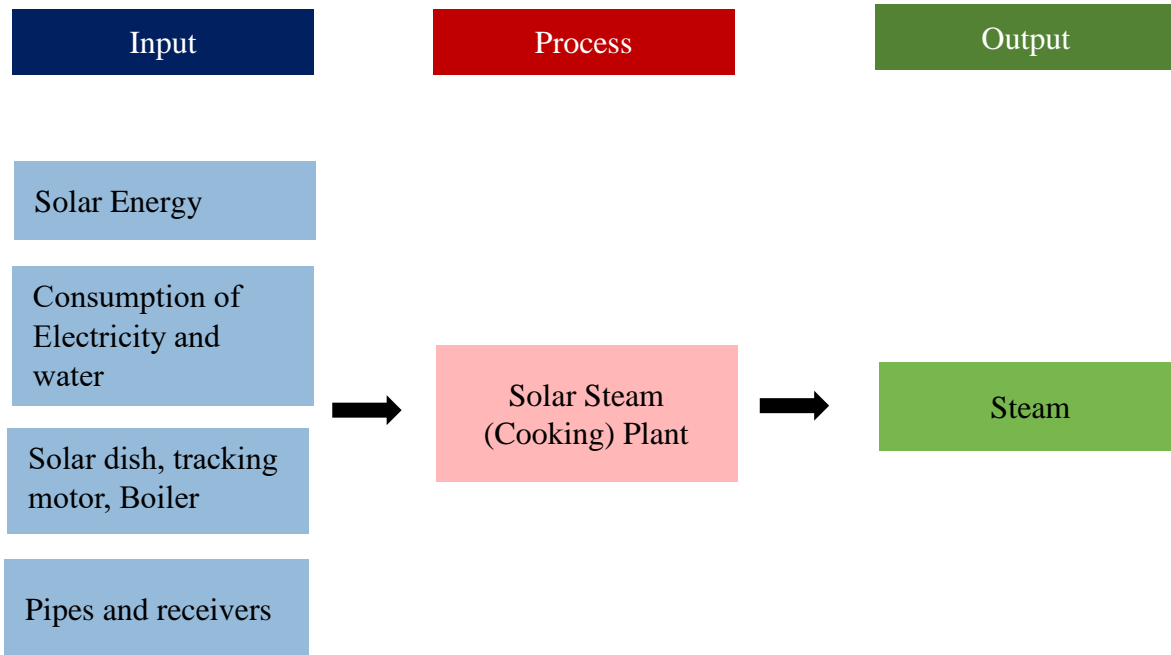 Input
Process
Output
Solar Energy
Consumption of
Electricity and
water
Solar dish, tracking
motor, Boiler
Pipes and receivers
Solar Steam
(Cooking) Plant
Steam